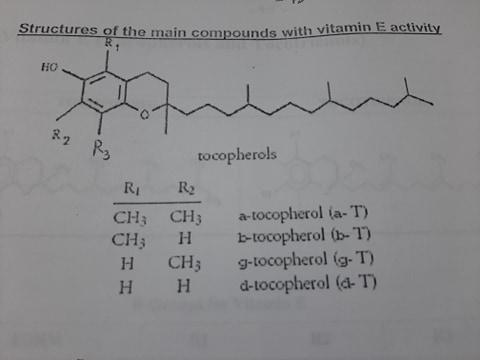 Structures of the main compounds with vitamin E activity
R₁
HO
O
R₂
R₃
tocopherols
R₁ R₂
CH₃ CH₃ a-tocopherol (a-T)
CH₃ H b-tocopherol (b-T)
H CH₃ g-tocopherol (g-T)
H H d-tocopherol (d-T)